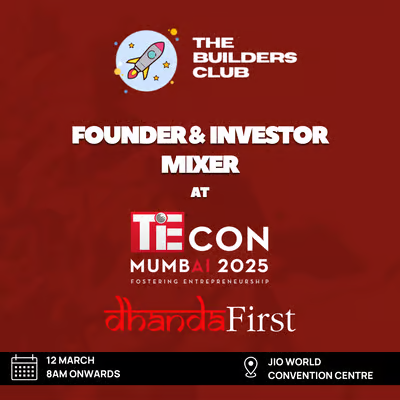 THE
BUILDERS
CLUB
FOUNDER & INVESTOR
MIXER
AT
TiECON
MUMBAI 2025
FOSTERING ENTREPRENEURSHIP
dhandaFirst
12 MARCH
8AM ONWARDS
JIO WORLD
CONVENTION CENTRE